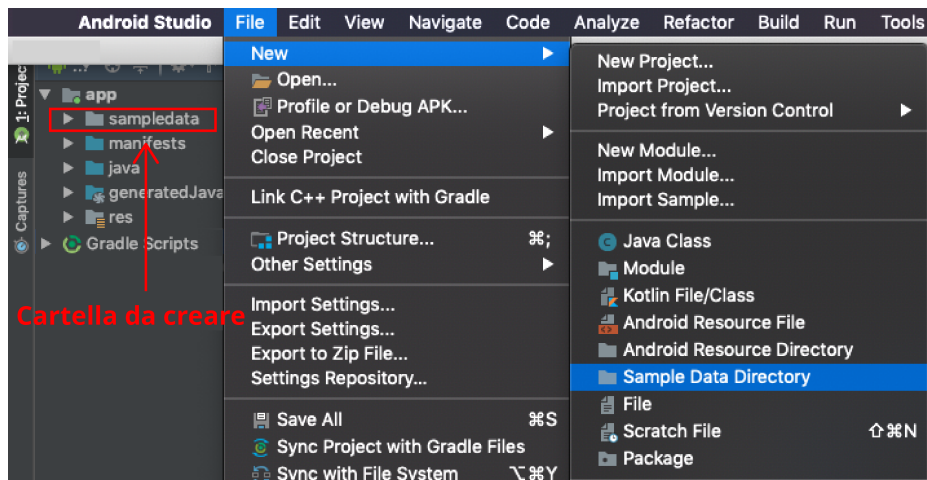 Android Studio File Edit View Navigate Code Analyze Refactor Build Run Tools
1: Project
Captures
app
sampledata
manifests
java
generatedJava
res
Gradle Scripts
Cartella da creare
New
Open...
Profile or Debug APK...
Open Recent
Close Project
Link C++ Project with Gradle
Project Structure... ⌘;
Other Settings
Import Settings...
Export Settings...
Export to Zip File...
Settings Repository...
Save All ⌘S
Sync Project with Gradle Files
Sync with File System ⌥⌘Y
New Project...
Import Project...
Project from Version Control
New Module...
Import Module...
Import Sample...
Java Class
Module
Kotlin File/Class
Android Resource File
Android Resource Directory
Sample Data Directory
File
Scratch File ⇧⌘N
Package